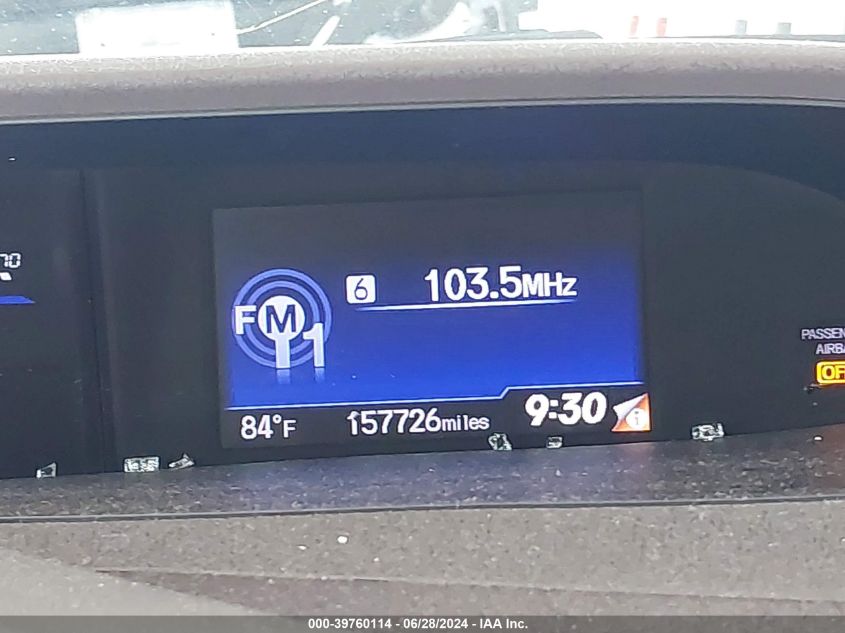 70
6 103.5MHz
FM
1
PASSEN
AIRBA
OF
84°F 157726miles 9:30 i
000-39760114 - 06/28/2024 - IAA Inc.